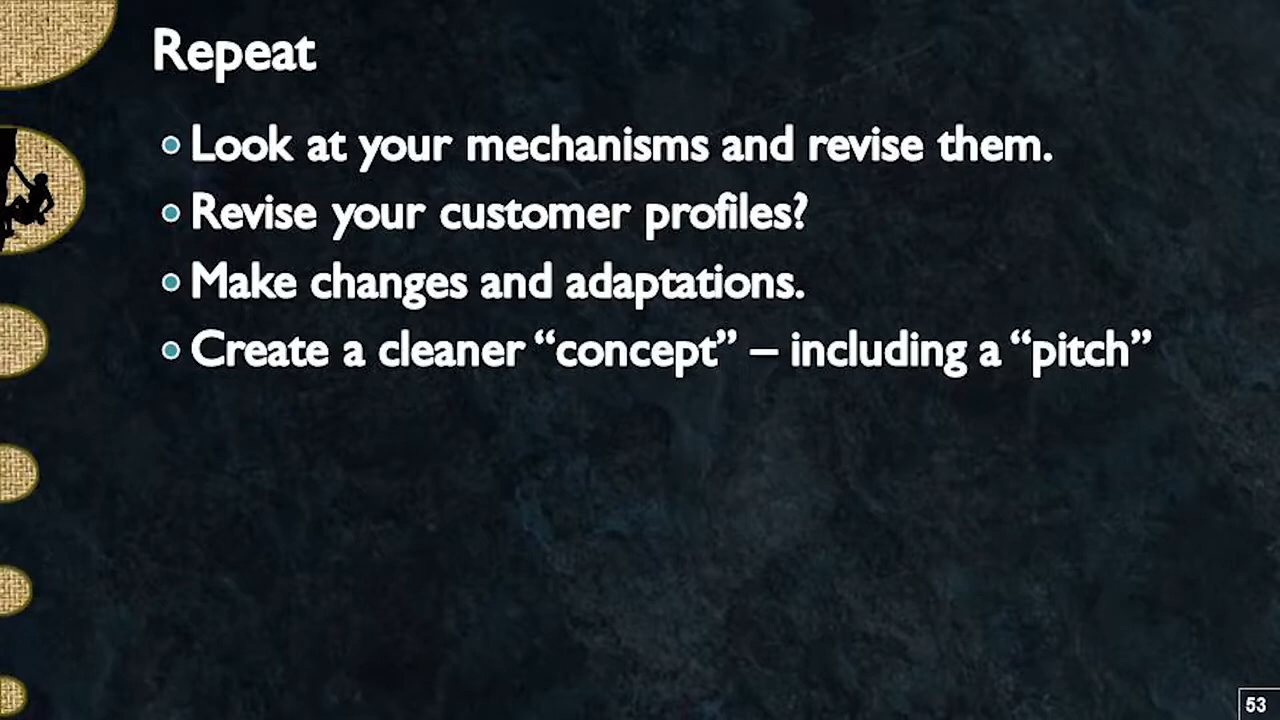 Repeat
Look at your mechanisms and revise them.
Revise your customer profiles?
Make changes and adaptations.
Create a cleaner “concept” – including a “pitch”
53